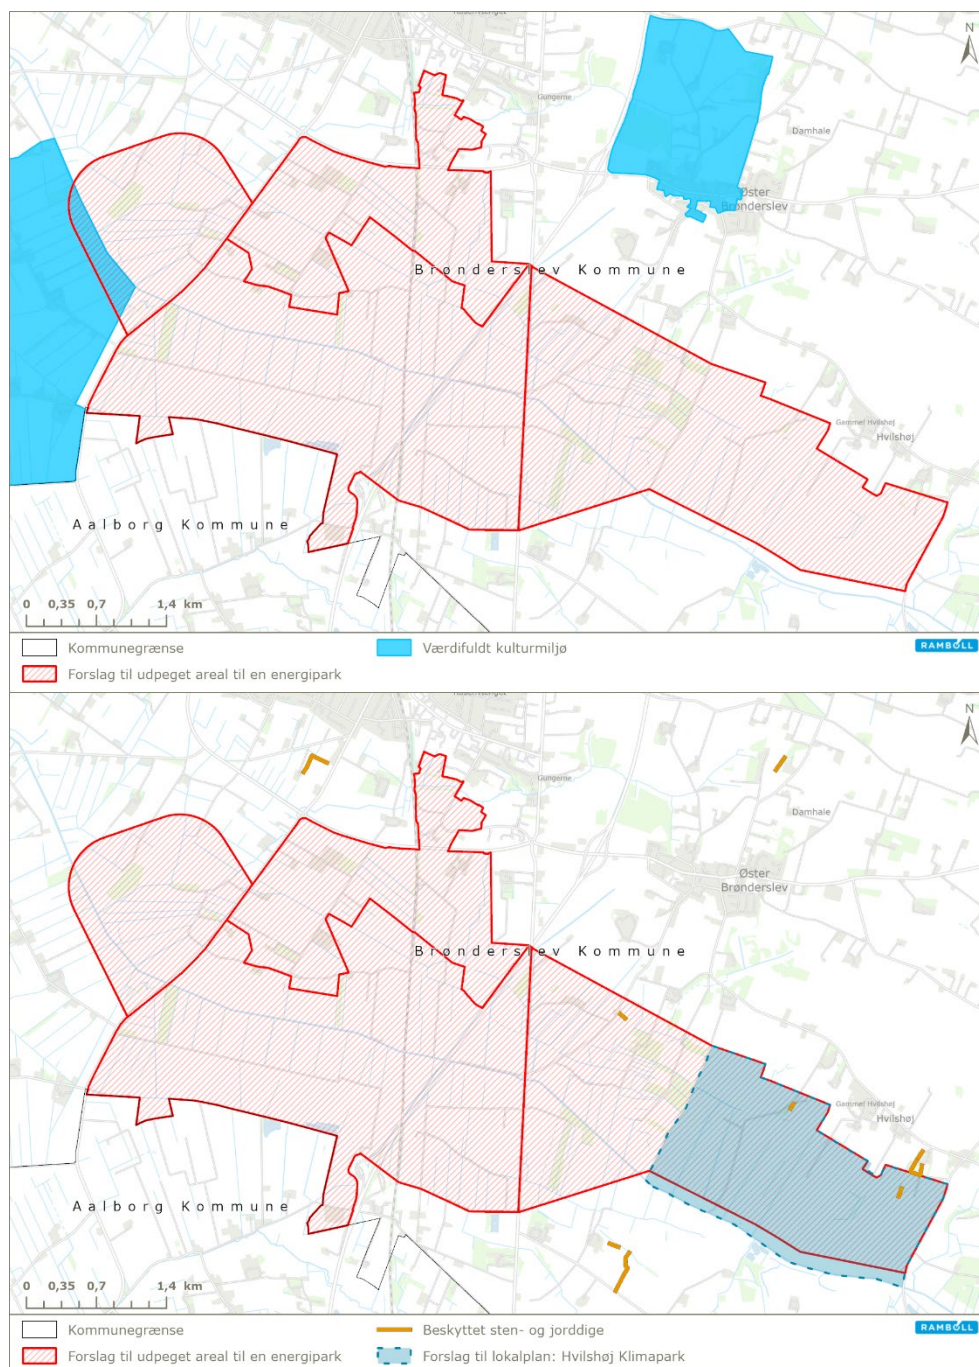 N
Gungerne
Damhale
Øster
Brønderslev
Brønderslev Kommune
Gammel Hvilshøj
Hvilshøj
Aalborg Kommune
0 0,35 0,7 1,4 km
Kommunegrænse
Værdifuldt kulturmiljø
RAMBOLL
Forslag til udpeget areal til en energipark
N
Gungerne
Damhale
Øster
Brønderslev
Brønderslev Kommune
Gammel Hvilshøj
Hvilshøj
Aalborg Kommune
0 0,35 0,7 1,4 km
Kommunegrænse
Beskyttet sten- og jorddige
RAMBOLL
Forslag til udpeget areal til en energipark
Forslag til lokalplan: Hvilshøj Klimapark